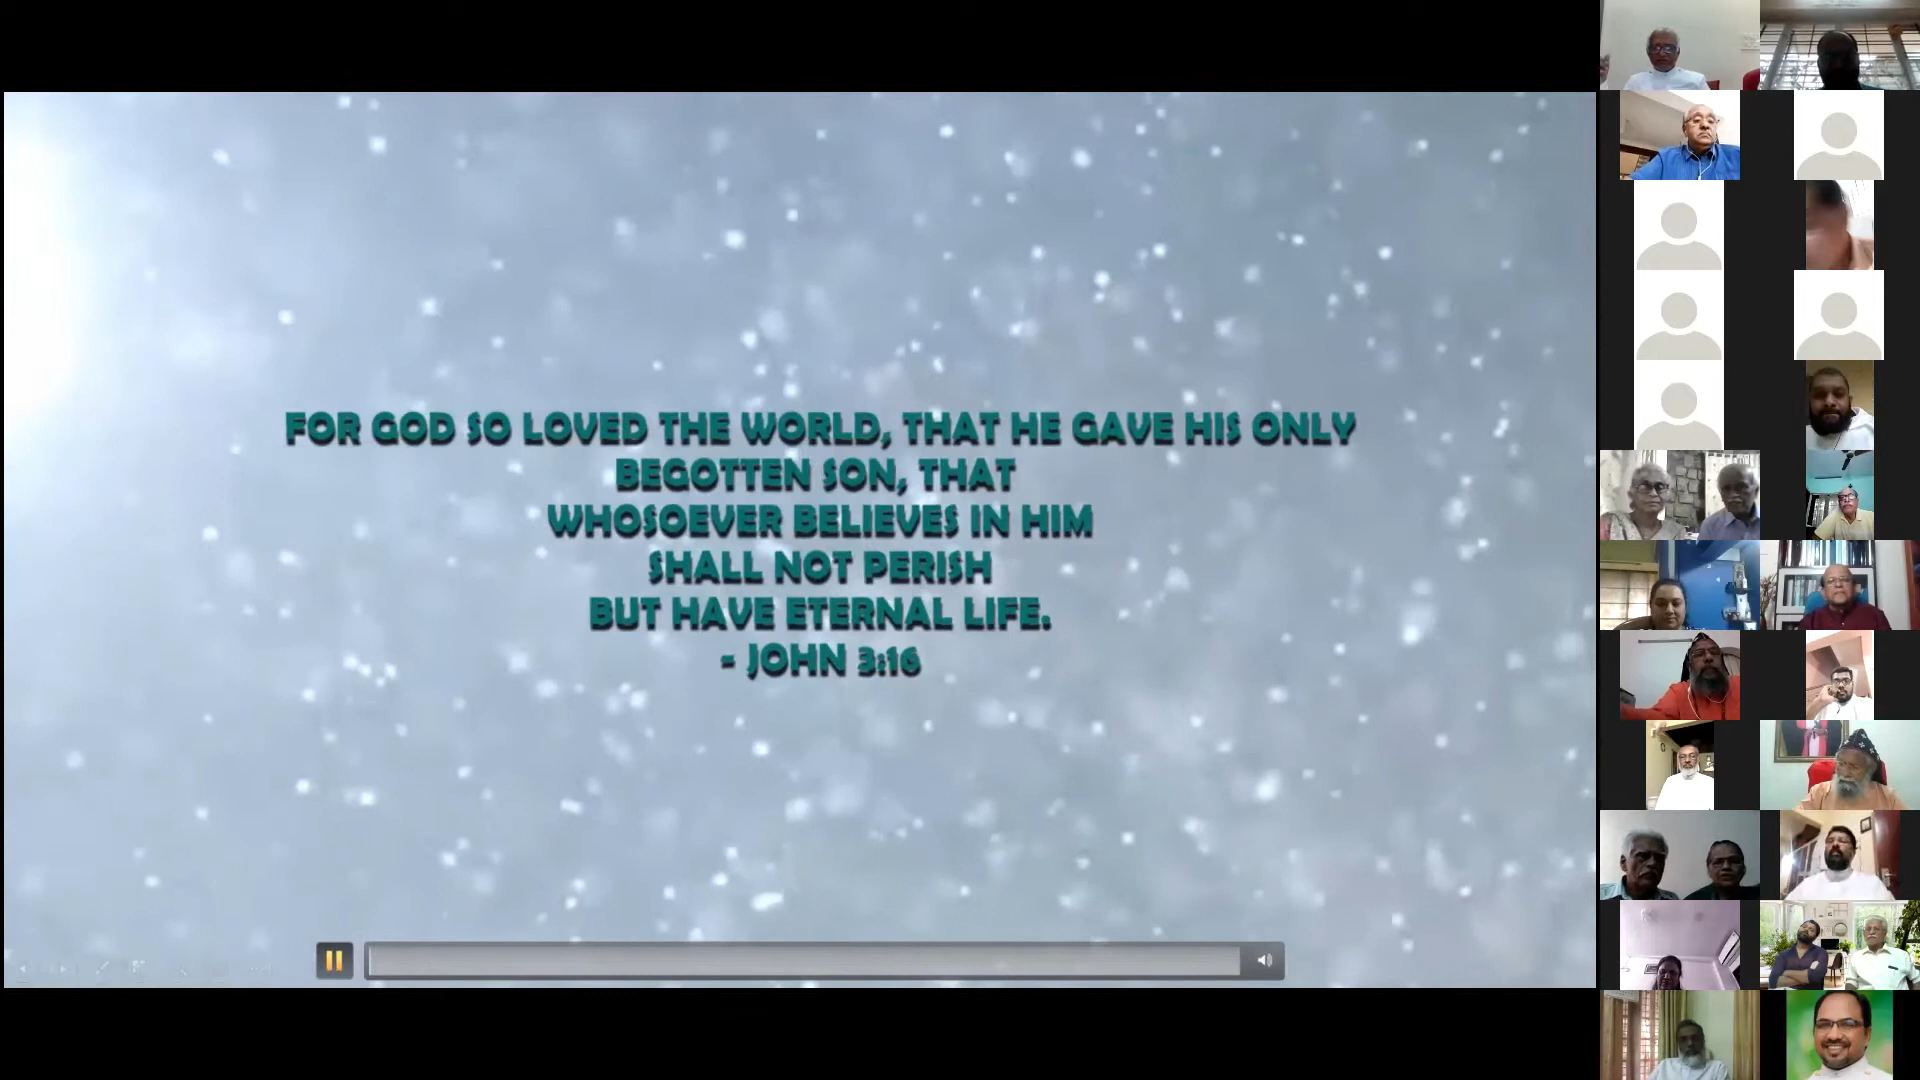 FOR GOD SO LOVED THE WORLD, THAT HE GAVE HIS ONLY
BEGOTTEN SON, THAT
WHOSOEVER BELIEVES IN HIM
SHALL NOT PERISH
BUT HAVE ETERNAL LIFE.
- JOHN 3:16